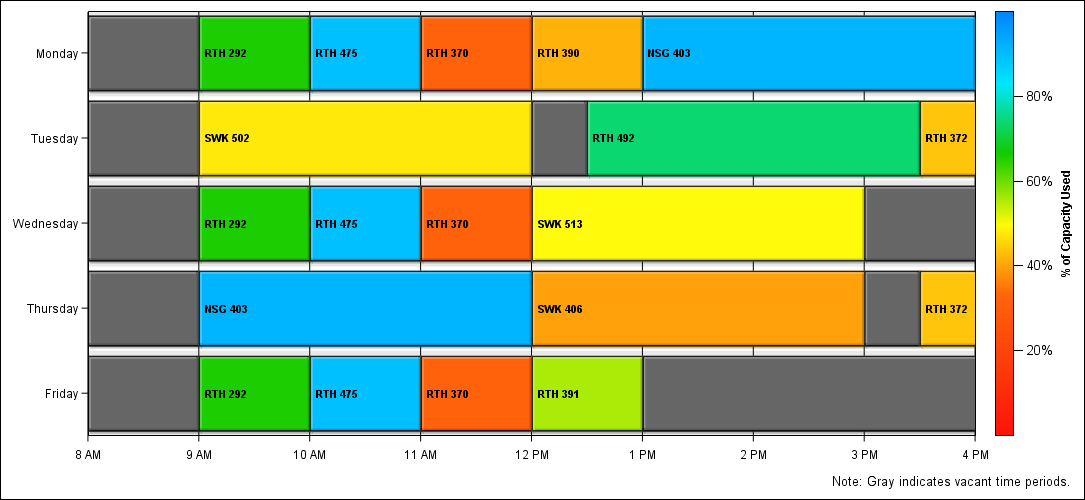 Monday
RTH 292
RTH 475
RTH 370
RTH 390
NSG 403
Tuesday
SWK 502
RTH 492
RTH 372
Wednesday
RTH 292
RTH 475
RTH 370
SWK 513
Thursday
NSG 403
SWK 406
RTH 372
Friday
RTH 292
RTH 475
RTH 370
RTH 391
8 AM
9 AM
10 AM
11 AM
12 PM
1 PM
2 PM
3 PM
4 PM
80%
60%
40%
20%
% of Capacity Used
Note: Gray indicates vacant time periods.